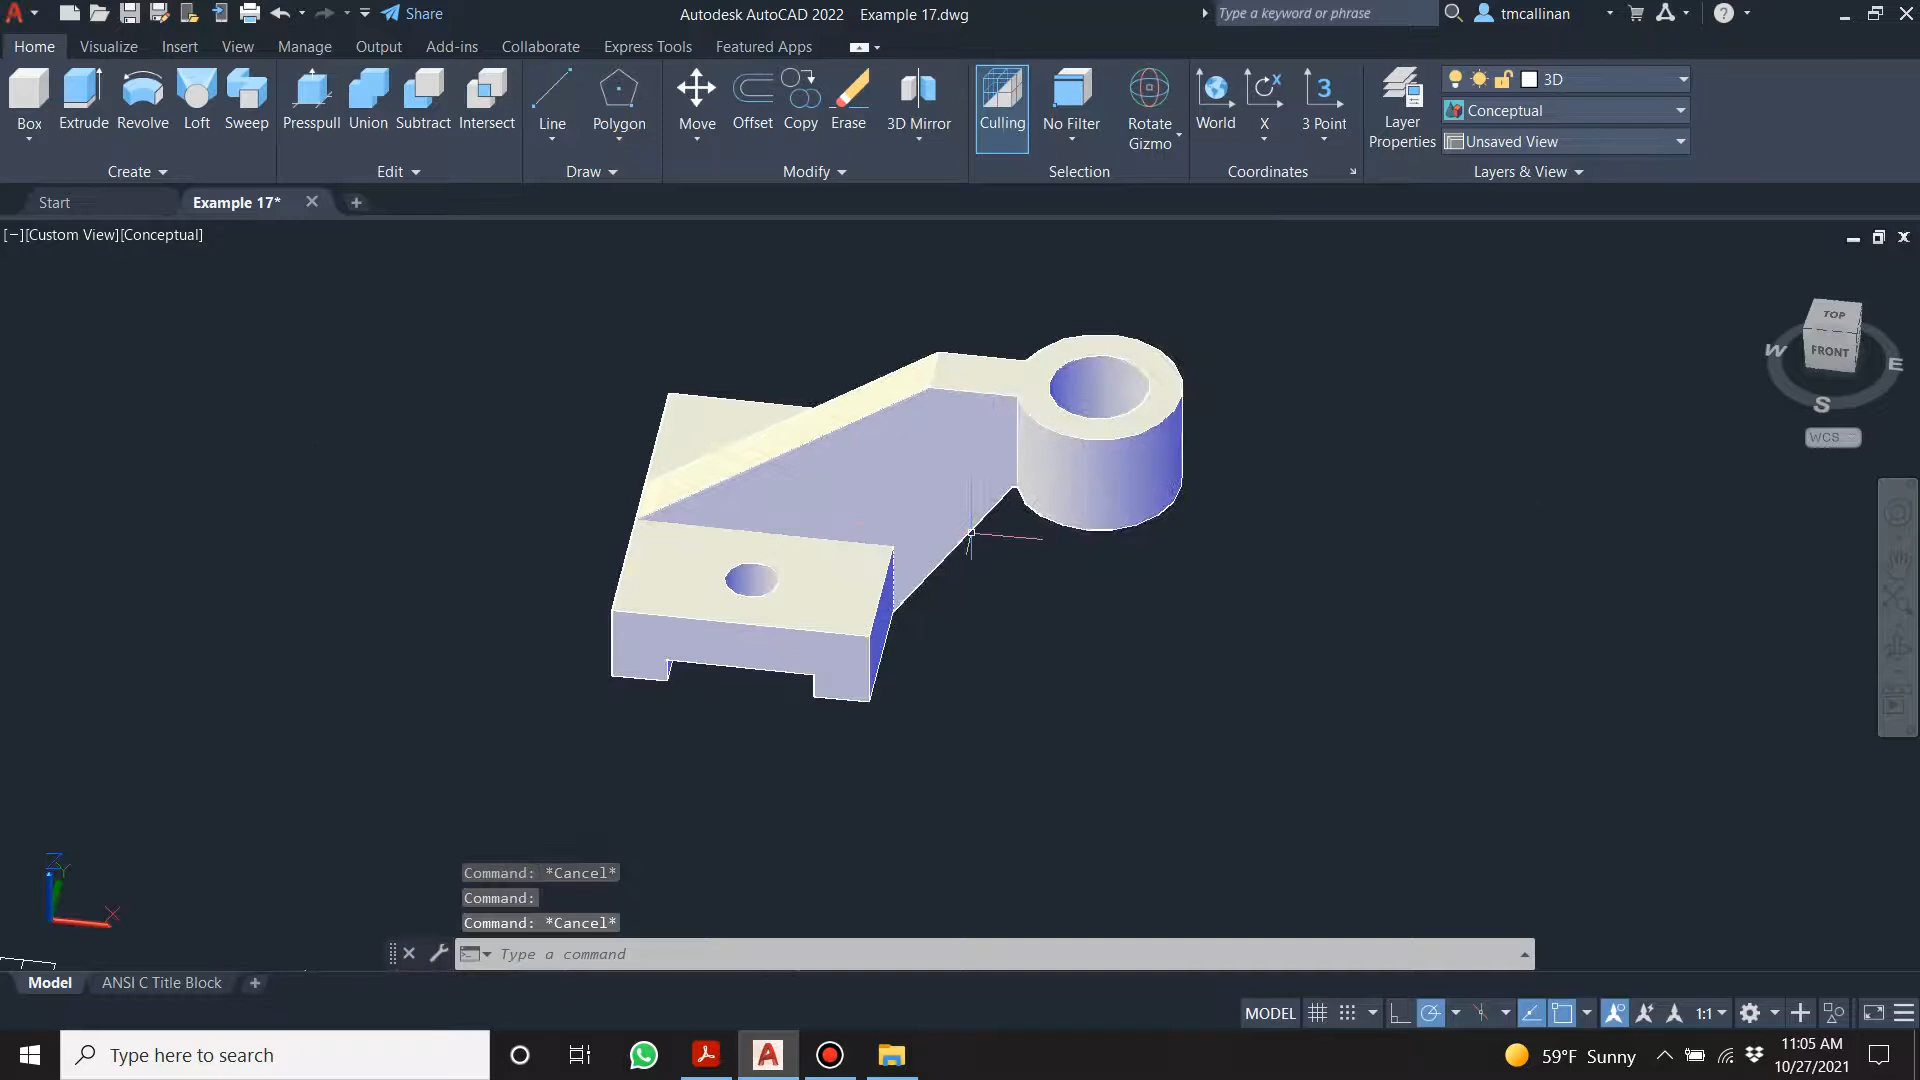 Share
Autodesk AutoCAD 2022 Example 17.dwg
Type a keyword or phrase
tmcallinan
Home Visualize Insert View Manage Output Add-ins Collaborate Express Tools Featured Apps
Box Extrude Revolve Loft Sweep Presspull Union Subtract Intersect Line Polygon Move Offset Copy Erase 3D Mirror Culling No Filter Rotate Gizmo World X 3 Point Layer Properties
3D
Conceptual
Unsaved View
Create Edit Draw Modify Selection Coordinates Layers & View
Start Example 17*
[−][Custom View][Conceptual]
TOP
FRONT
W
E
S
WCS
Z
Y
X
Command: *Cancel*
Command:
Command: *Cancel*
Type a command
Model ANSI C Title Block
MODEL 1:1
Type here to search
59°F Sunny
11:05 AM
10/27/2021